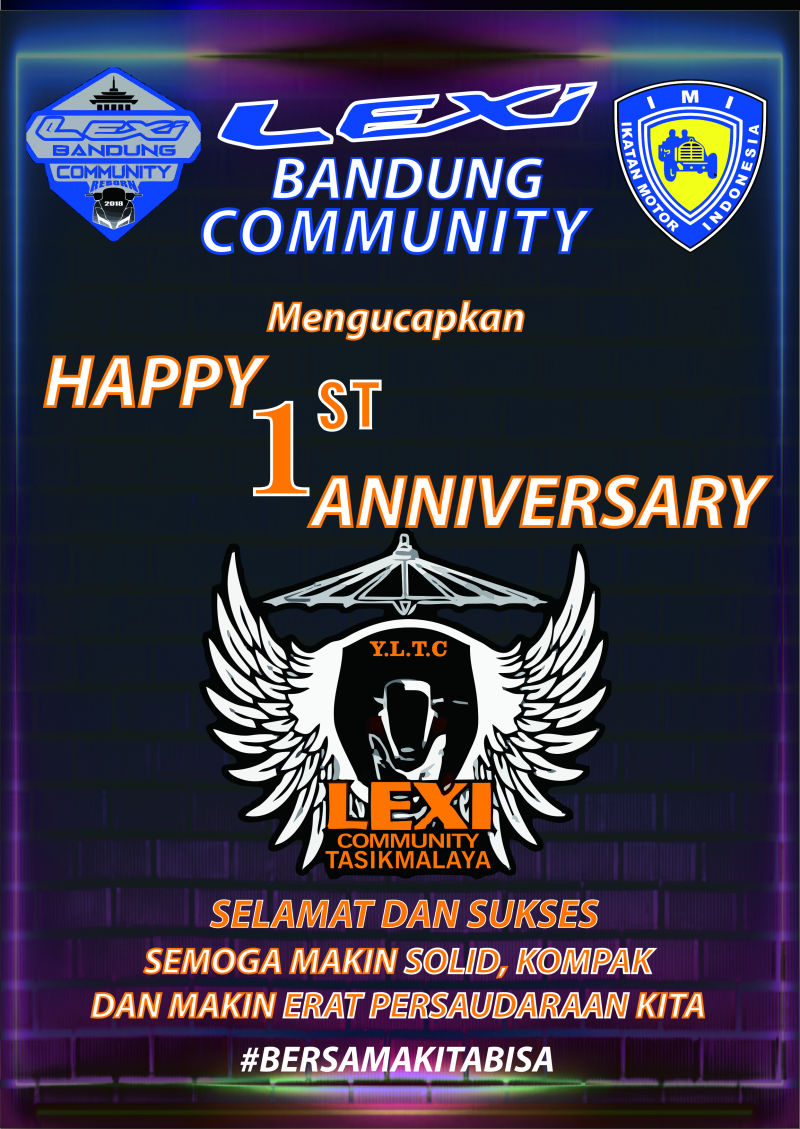 LEXi
BANDUNG
COMMUNITY
REBORN
2018
LEXi
BANDUNG
COMMUNITY
IMI
IKATAN MOTOR INDONESIA
Mengucapkan
HAPPY
1ST
ANNIVERSARY
Y.L.T.C
LEXI
COMMUNITY
TASIKMALAYA
SELAMAT DAN SUKSES
SEMOGA MAKIN SOLID, KOMPAK
DAN MAKIN ERAT PERSAUDARAAN KITA
#BERSAMAKITABISA